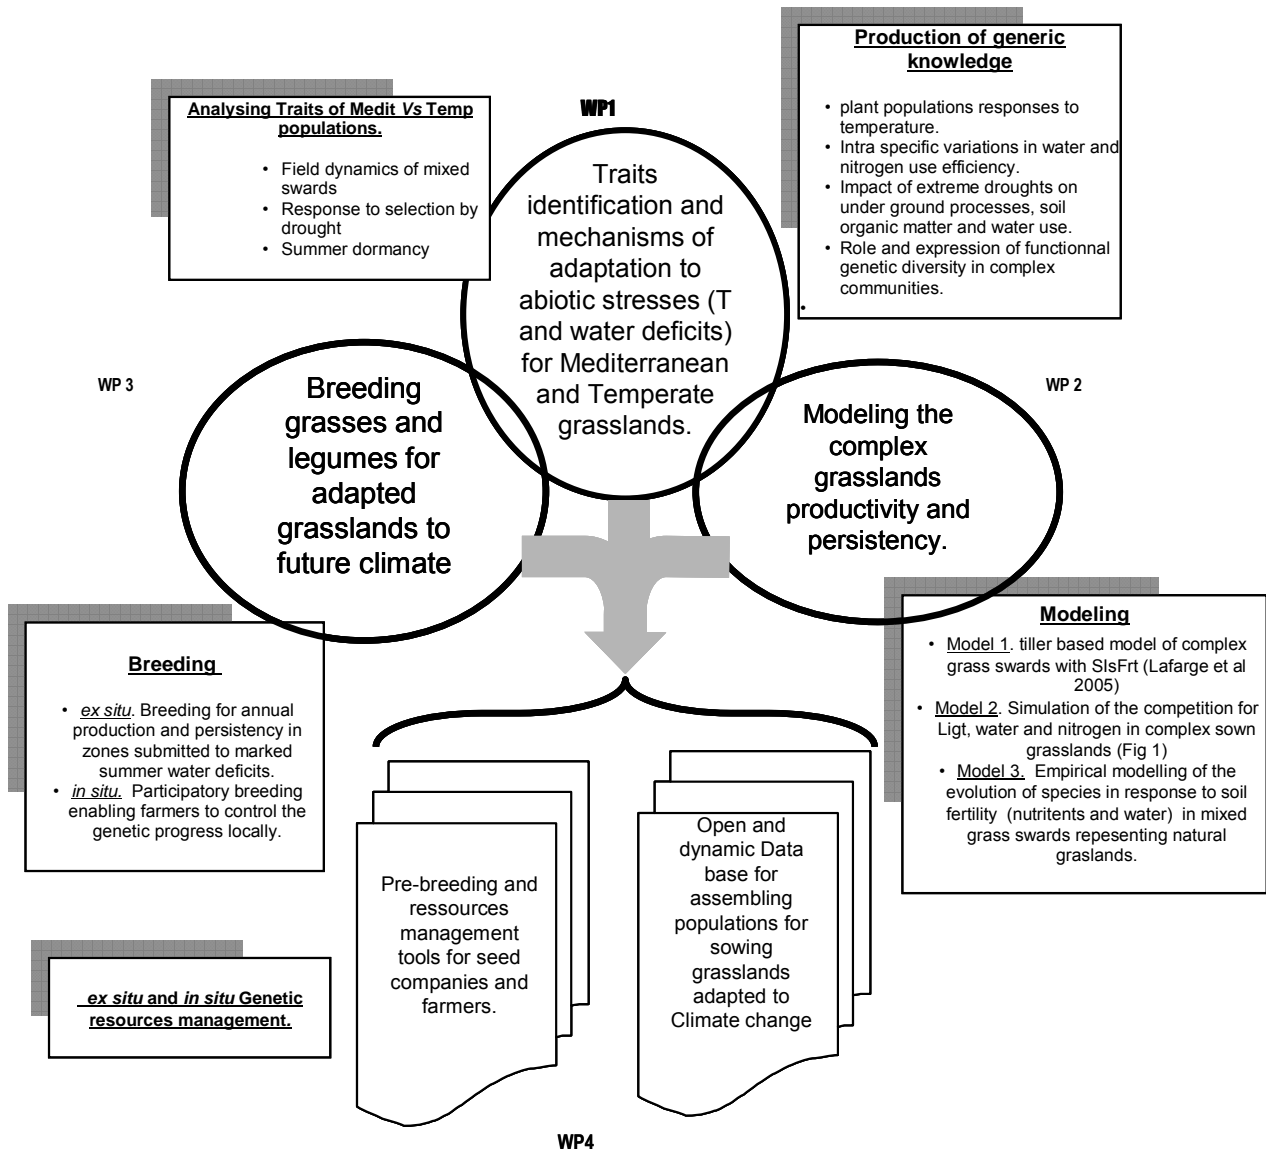 Production of generic
knowledge
• plant populations responses to
temperature.
• Intra specific variations in water and
nitrogen use efficiency.
• Impact of extreme droughts on
under ground processes, soil
organic matter and water use.
• Role and expression of functionnal
genetic diversity in complex
communities.
•
Analysing Traits of Medit Vs Temp
populations.
• Field dynamics of mixed
swards
• Response to selection by
drought
• Summer dormancy
WP1
Traits
identification and
mechanisms of
adaptation to
abiotic stresses (T
and water deficits)
for Mediterranean
and Temperate
grasslands.
WP 3
Breeding
grasses and
legumes for
adapted
grasslands to
future climate
WP 2
Modeling the
complex
grasslands
productivity and
persistency.
Breeding
• ex situ. Breeding for annual
production and persistency in
zones submitted to marked
summer water deficits.
• in situ. Participatory breeding
enabling farmers to control the
genetic progress locally.
Modeling
• Model 1. tiller based model of complex
grass swards with SIsFrt (Lafarge et al
2005)
• Model 2. Simulation of the competition for
Ligt, water and nitrogen in complex sown
grasslands (Fig 1)
• Model 3. Empirical modelling of the
evolution of species in response to soil
fertility (nutritents and water) in mixed
grass swards repesenting natural
graslands.
Pre-breeding and
ressources
management
tools for seed
companies and
farmers.
Open and
dynamic Data
base for
assembling
populations for
sowing
grasslands
adapted to
Climate change
ex situ and in situ Genetic
resources management.
WP4